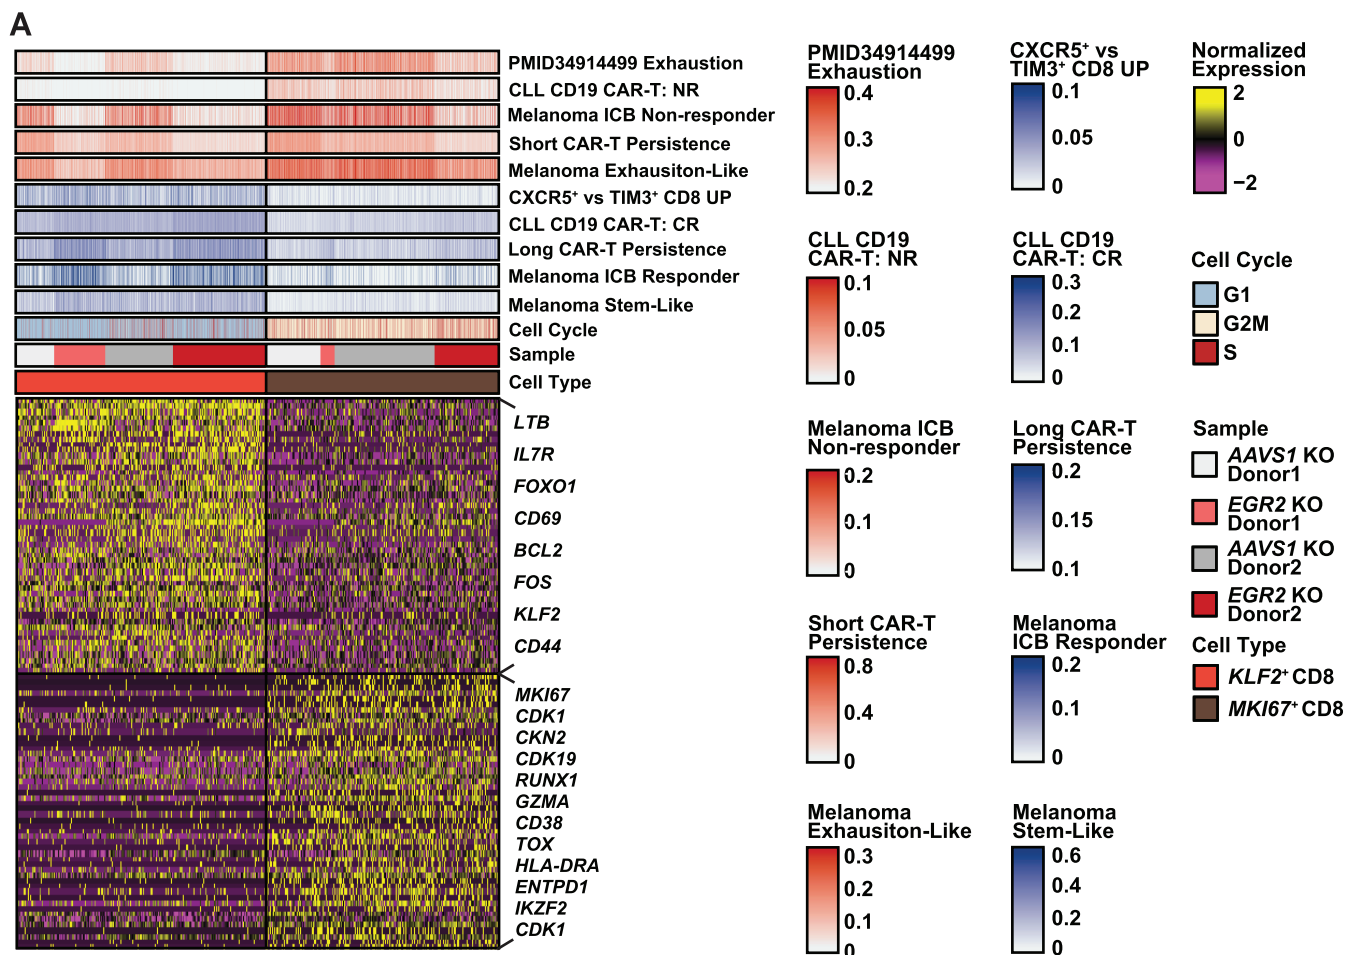 A
PMID34914499 Exhaustion
CLL CD19 CAR-T: NR
Melanoma ICB Non-responder
Short CAR-T Persistence
Melanoma Exhausiton-Like
CXCR5+ vs TIM3+ CD8 UP
CLL CD19 CAR-T: CR
Long CAR-T Persistence
Melanoma ICB Responder
Melanoma Stem-Like
Cell Cycle
Sample
Cell Type
LTB
IL7R
FOXO1
CD69
BCL2
FOS
KLF2
CD44
MKI67
CDK1
CKN2
CDK19
RUNX1
GZMA
CD38
TOX
HLA-DRA
ENTPD1
IKZF2
CDK1
PMID34914499
Exhaustion
0.4
0.3
0.2
CLL CD19
CAR-T: NR
0.1
0.05
0
Melanoma ICB
Non-responder
0.2
0.1
0
Short CAR-T
Persistence
0.8
0.4
0
Melanoma
Exhausiton-Like
0.3
0.2
0.1
0
CXCR5+ vs
TIM3+ CD8 UP
0.1
0.05
0
CLL CD19
CAR-T: CR
0.3
0.2
0.1
0
Long CAR-T
Persistence
0.2
0.15
0.1
Melanoma
ICB Responder
0.2
0.1
0
Melanoma
Stem-Like
0.6
0.4
0.2
0
Normalized
Expression
2
0
−2
Cell Cycle
G1
G2M
S
Sample
AAVS1 KO
Donor1
EGR2 KO
Donor1
AAVS1 KO
Donor2
EGR2 KO
Donor2
Cell Type
KLF2+ CD8
MKI67+ CD8